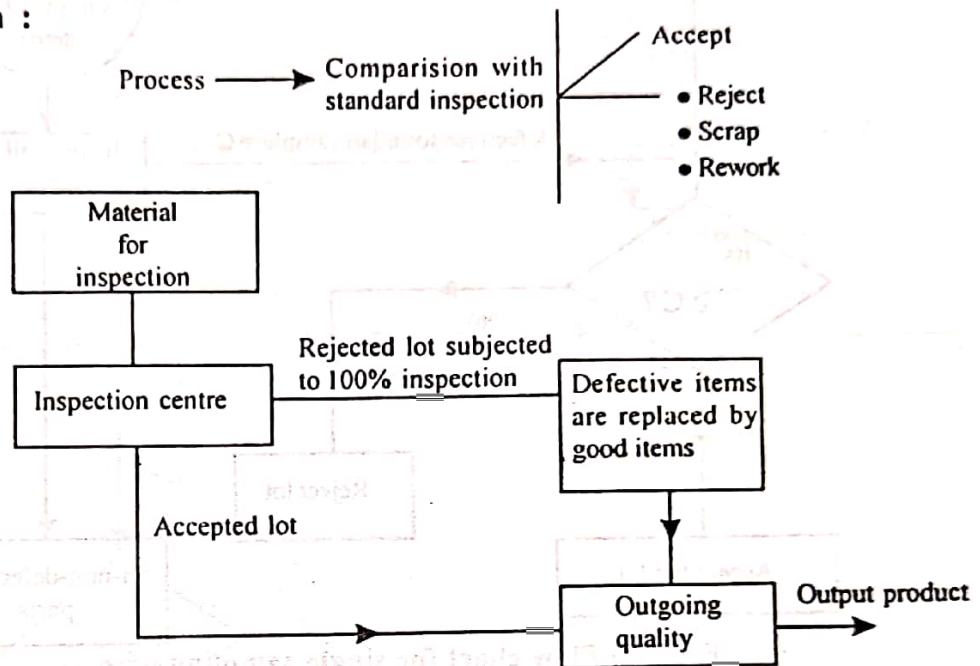 :
Accept
Process
Comparision with
standard inspection
• Reject
• Scrap
• Rework
Material
for
inspection
Rejected lot subjected
to 100% inspection
Inspection centre
Defective items
are replaced by
good items
Accepted lot
Outgoing
quality
Output product